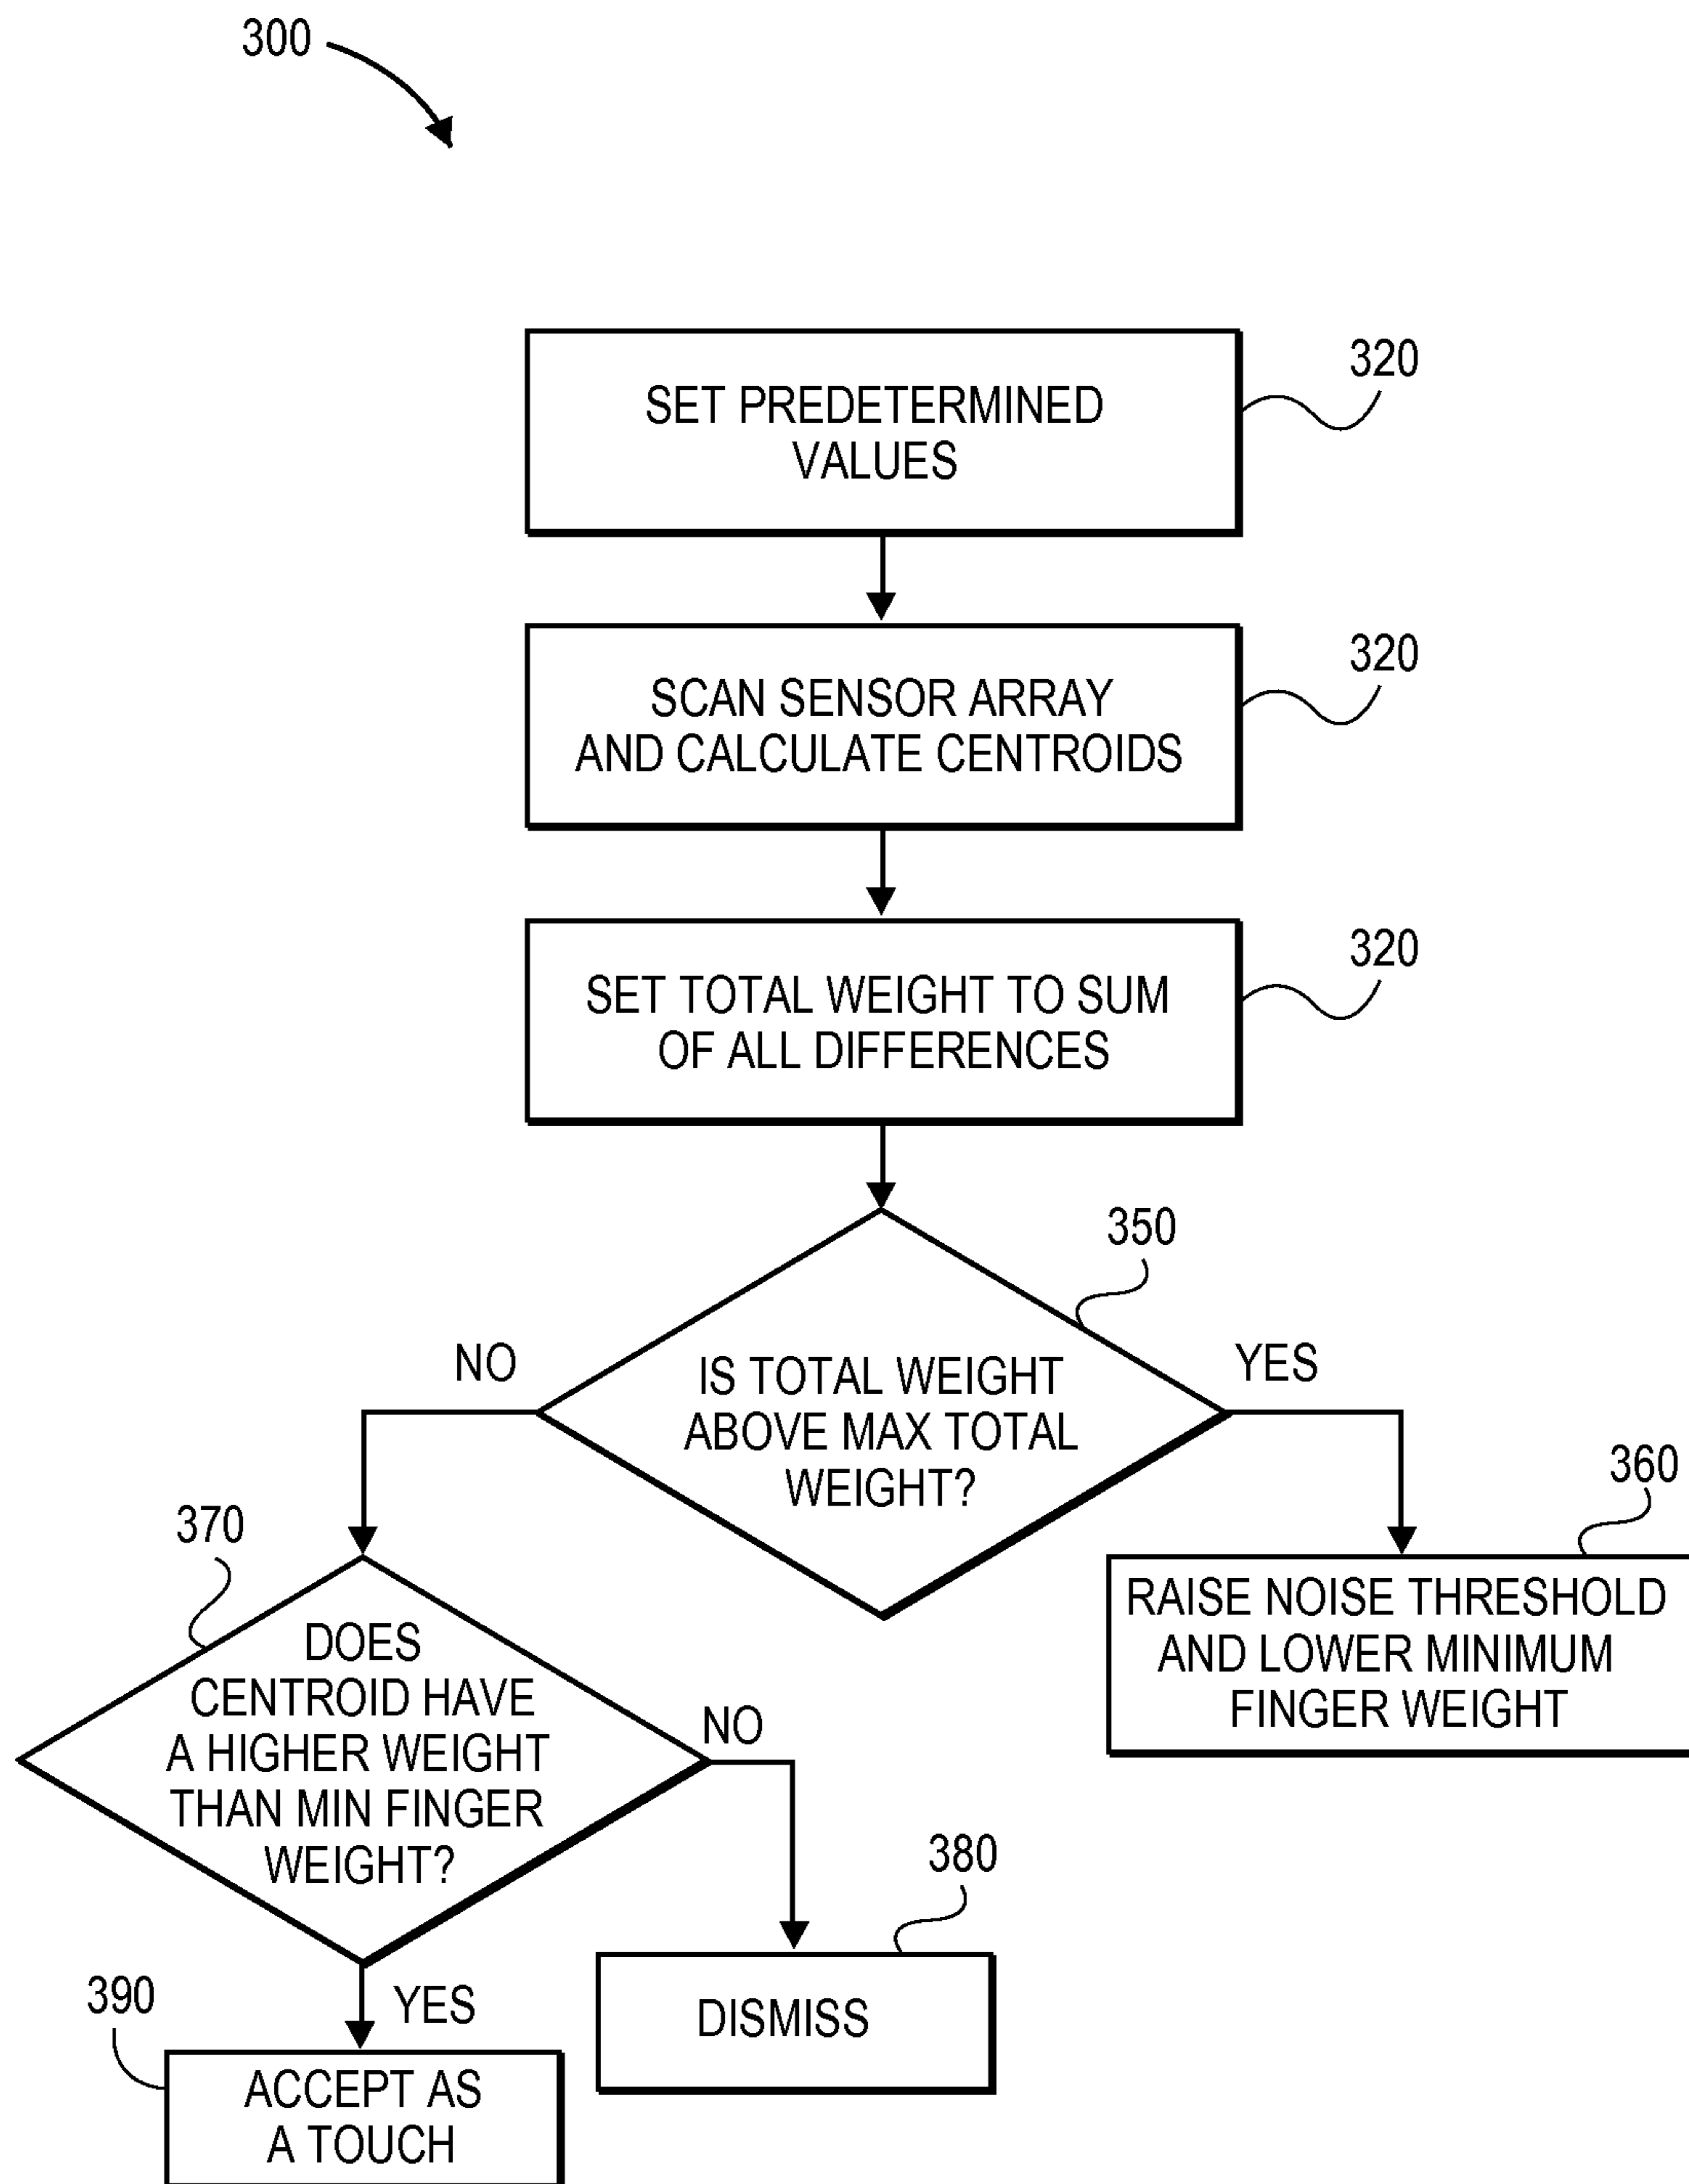 300
320
SET PREDETERMINED
VALUES
320
SCAN SENSOR ARRAY
AND CALCULATE CENTROIDS
320
SET TOTAL WEIGHT TO SUM
OF ALL DIFFERENCES
350
NO
YES
IS TOTAL WEIGHT
ABOVE MAX TOTAL
WEIGHT?
360
RAISE NOISE THRESHOLD
AND LOWER MINIMUM
FINGER WEIGHT
370
DOES
CENTROID HAVE
A HIGHER WEIGHT
THAN MIN FINGER
WEIGHT?
NO
380
DISMISS
390
YES
ACCEPT AS
A TOUCH